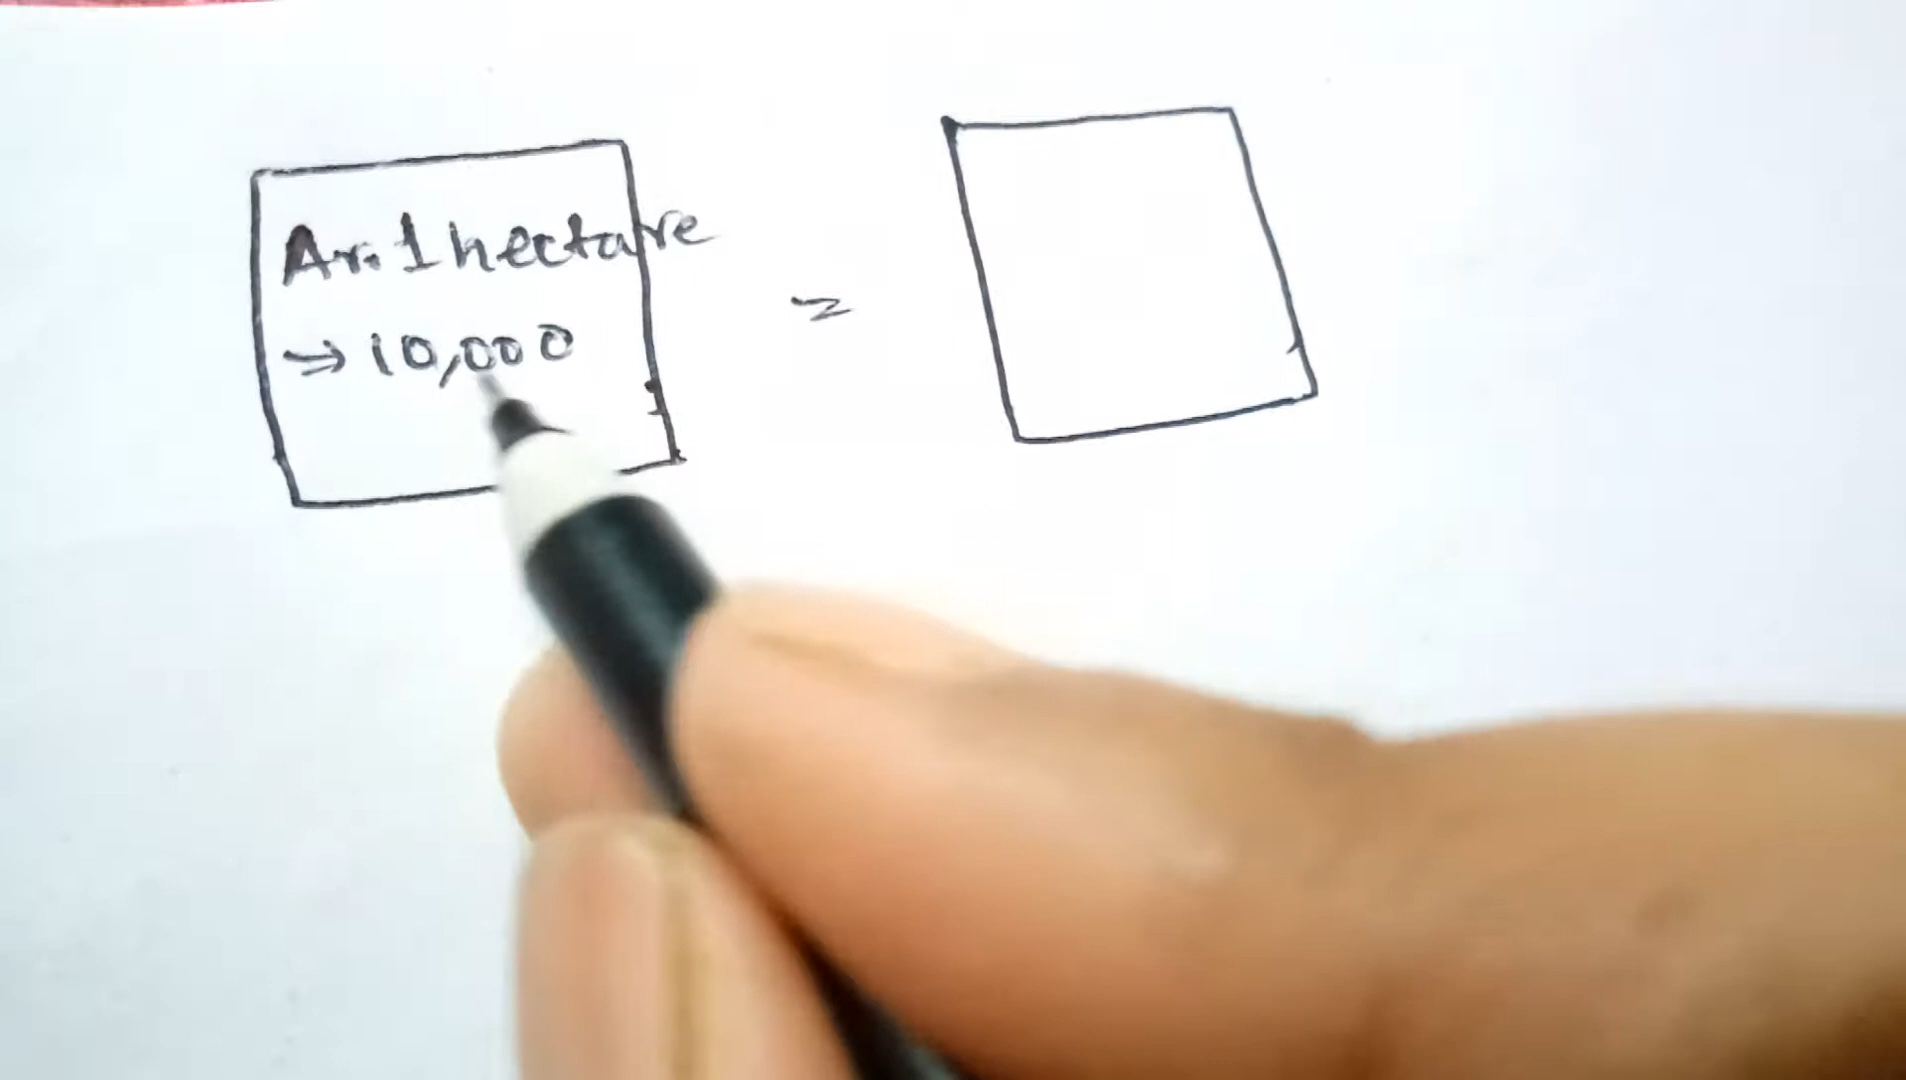 Ar. 1 hectare
=
→ 10,000